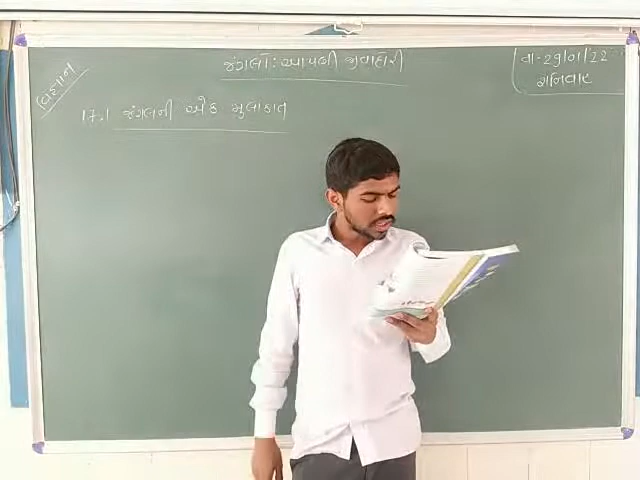 વિજ્ઞાન
જંગલો : આપણી જીવાદોરી
તા-29/01/22
શનિવાર
17.1 જંગલની એક મુલાકાત